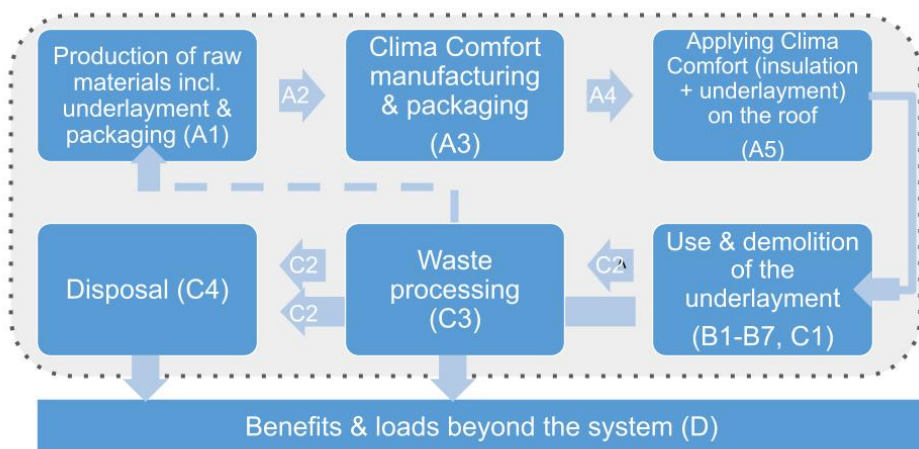 Production of raw
materials incl.
underlayment &
packaging (A1)
A2
Clima Comfort
manufacturing
& packaging
(A3)
A4
Applying Clima
Comfort (insulation
+ underlayment)
on the roof
(A5)
Disposal (C4)
C2
C2
Waste
processing
(C3)
C2
Use & demolition
of the
underlayment
(B1-B7, C1)
Benefits & loads beyond the system (D)